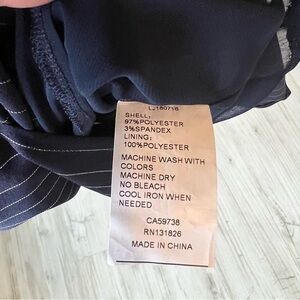 L2180716
SHELL:
97%POLYESTER
3%SPANDEX
LINING:
100%POLYESTER
MACHINE WASH WITH
COLORS
MACHINE DRY
NO BLEACH
COOL IRON WHEN
NEEDED
CA59738
RN131826
MADE IN CHINA